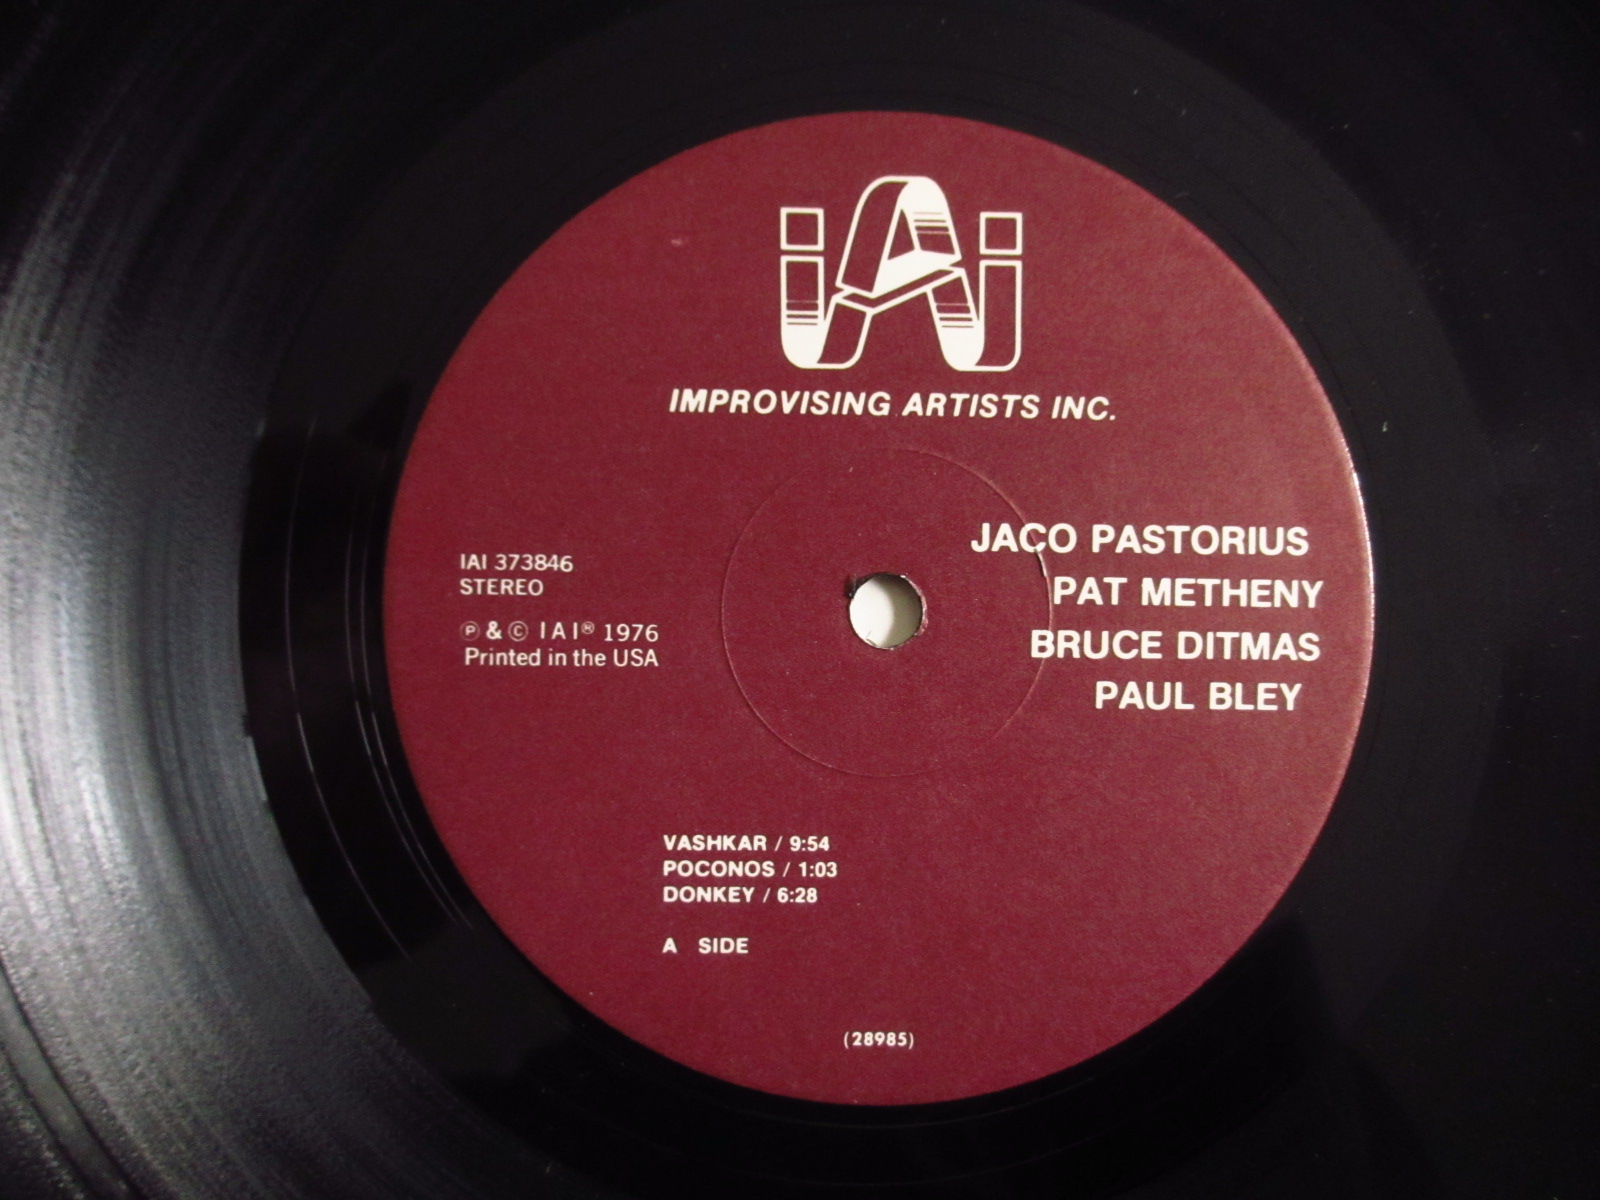 iAi
IMPROVISING ARTISTS INC.
JACO PASTORIUS
PAT METHENY
BRUCE DITMAS
PAUL BLEY
IAI 373846
STEREO
Ⓟ & © I A I® 1976
Printed in the USA
VASHKAR / 9:54
POCONOS / 1:03
DONKEY / 6:28
A SIDE
(28985)